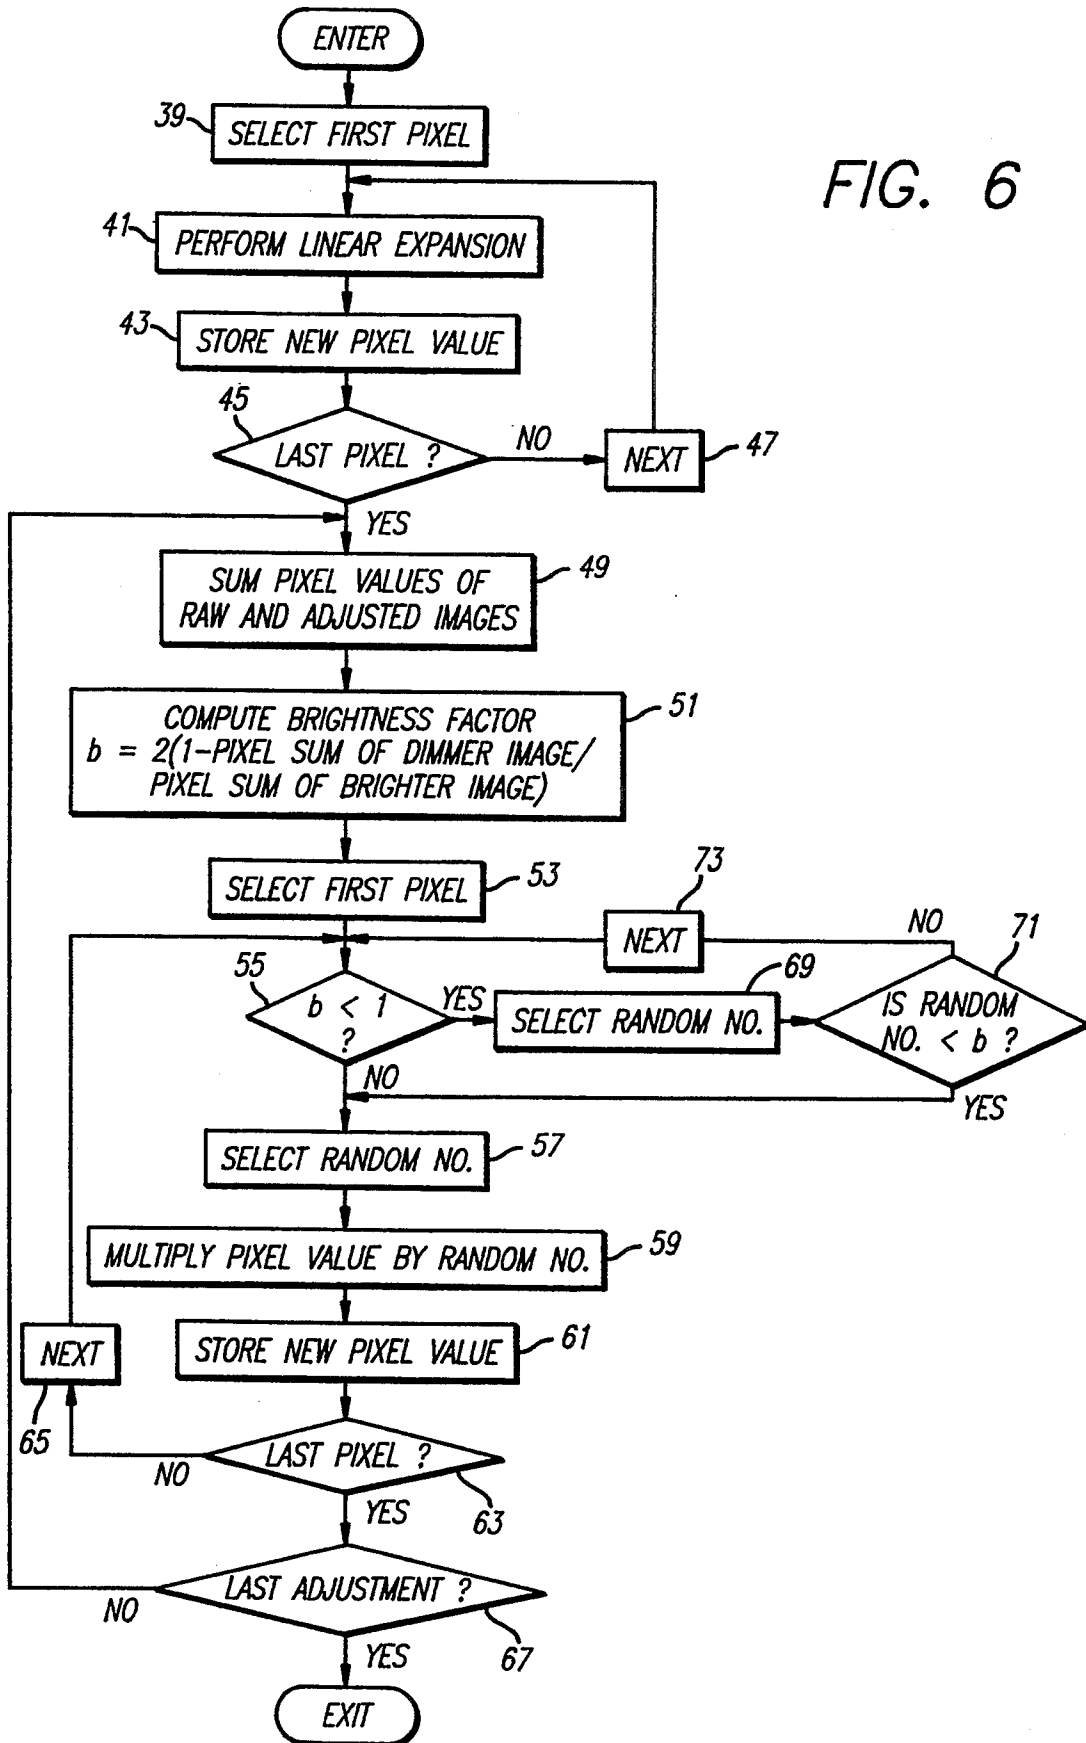 ENTER
39
SELECT FIRST PIXEL
FIG. 6
41
PERFORM LINEAR EXPANSION
43
STORE NEW PIXEL VALUE
45
LAST PIXEL ?
NO
NEXT
47
YES
SUM PIXEL VALUES OF
RAW AND ADJUSTED IMAGES
49
COMPUTE BRIGHTNESS FACTOR
b = 2(1-PIXEL SUM OF DIMMER IMAGE/
PIXEL SUM OF BRIGHTER IMAGE)
51
SELECT FIRST PIXEL
53
73
NEXT
NO
71
55
b < 1
?
YES
69
SELECT RANDOM NO.
IS RANDOM
NO. < b ?
NO
YES
SELECT RANDOM NO.
57
MULTIPLY PIXEL VALUE BY RANDOM NO.
59
STORE NEW PIXEL VALUE
61
NEXT
65
LAST PIXEL ?
NO
63
YES
LAST ADJUSTMENT ?
NO
67
YES
EXIT